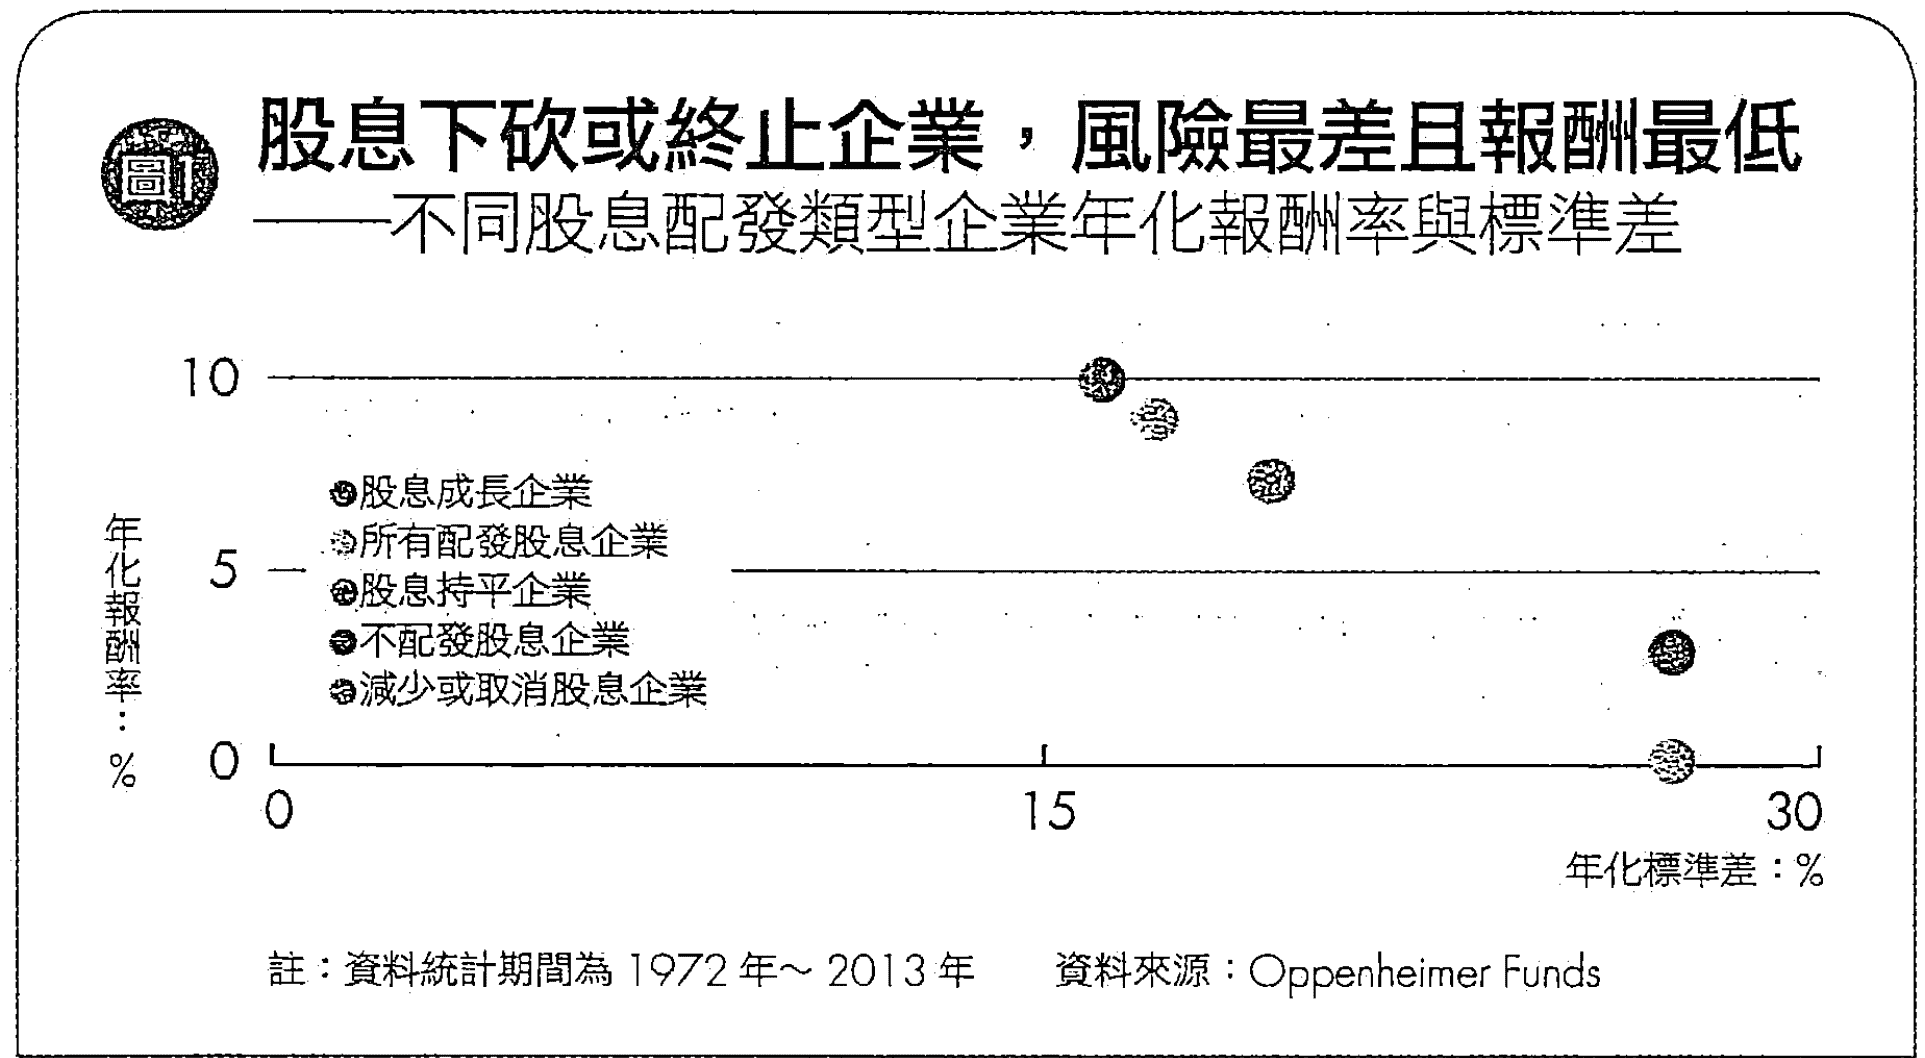 圖1
股息下砍或終止企業，風險最差且報酬最低
——不同股息配發類型企業年化報酬率與標準差
10
5
0
年化報酬率：%
股息成長企業
所有配發股息企業
股息持平企業
不配發股息企業
減少或取消股息企業
0
15
30
年化標準差：%
註：資料統計期間為 1972 年～ 2013 年 資料來源：Oppenheimer Funds